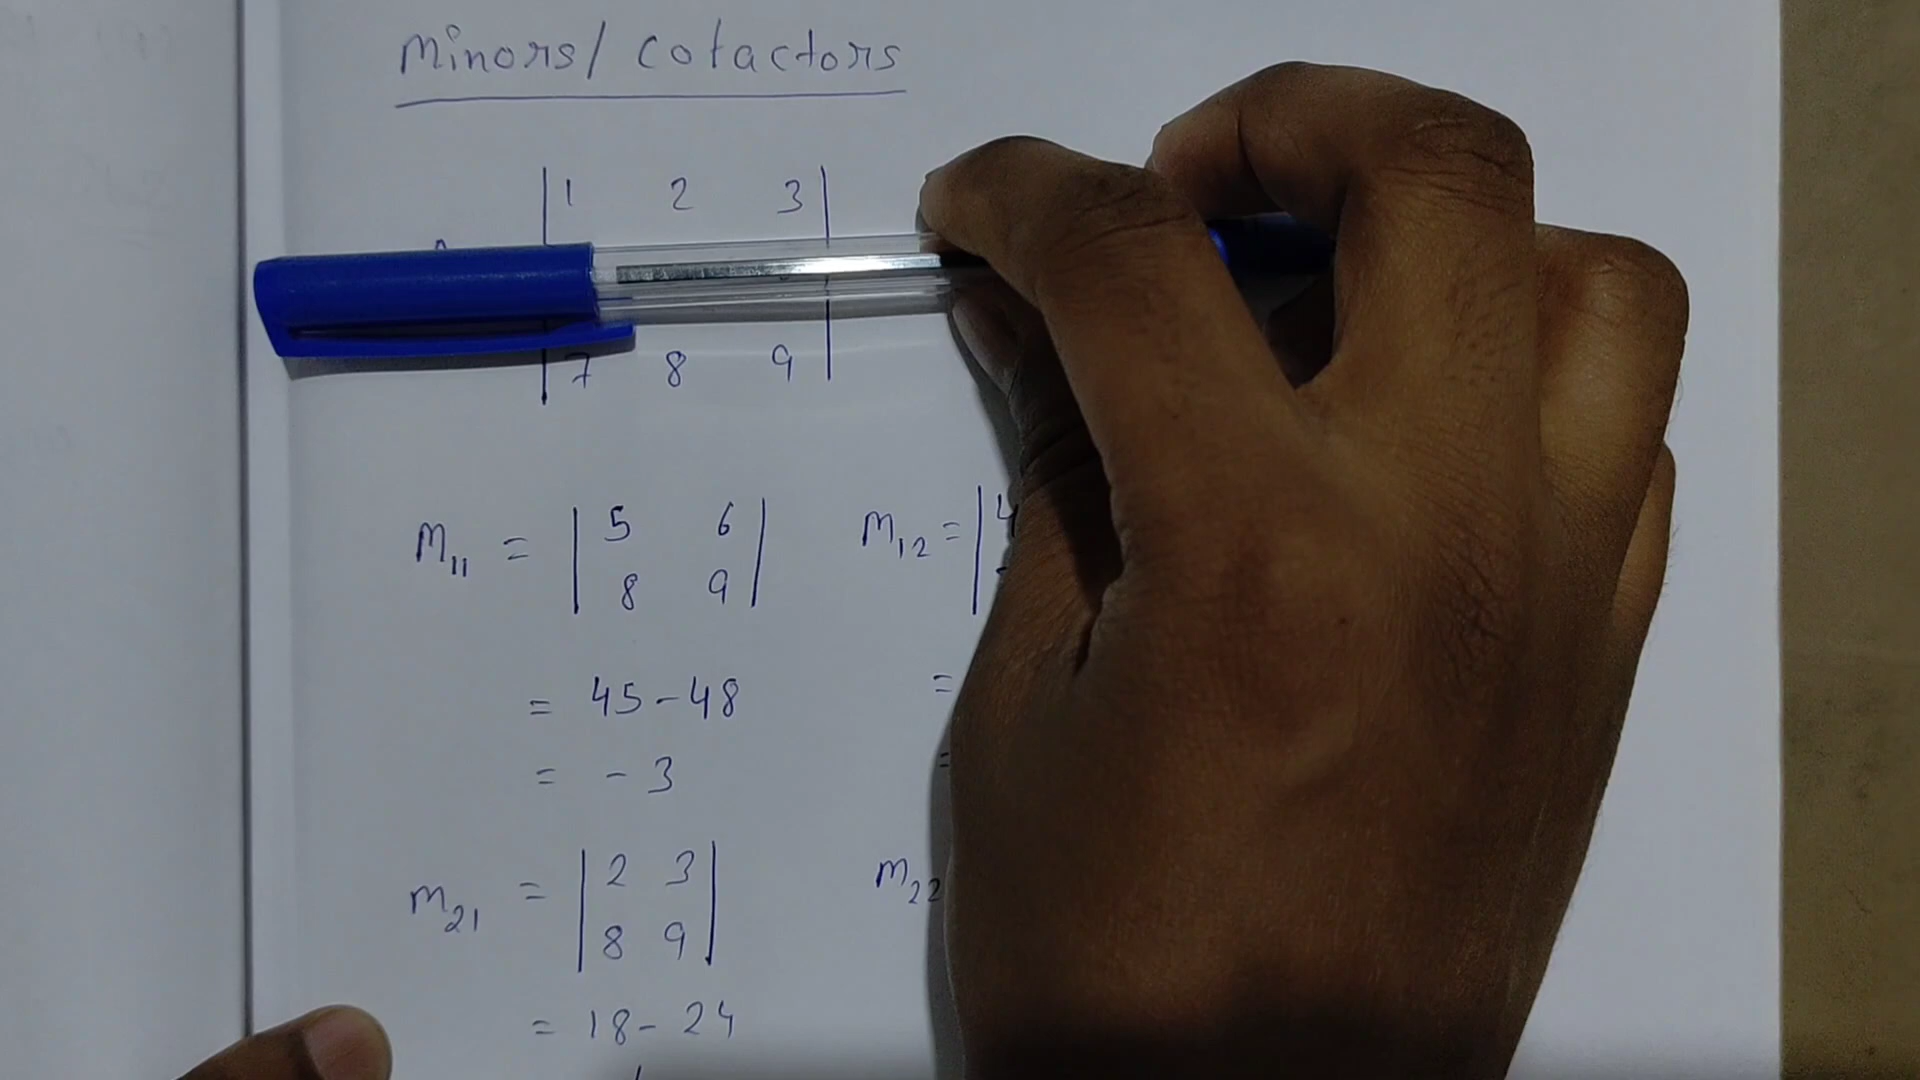 Minors/ Cofactors
1 2 3
7 8 9
M11 = | 5 6 | M12 = | 4
| 8 9 |
= 45 - 48 =
= - 3 =
M21 = | 2 3 | M22
| 8 9 |
= 18 - 24